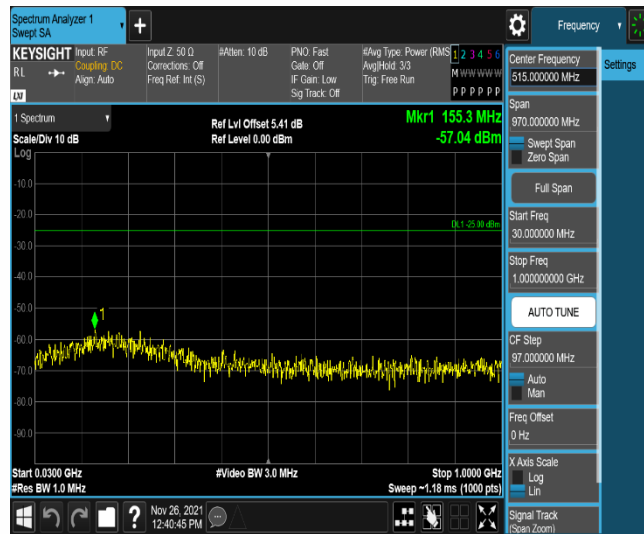 Spectrum Analyzer 1
Swept SA
Frequency
KEYSIGHT
R L
LXI
Input: RF
Coupling: DC
Align: Auto
Input Z: 50 Ω
Corrections: Off
Freq Ref: Int (S)
#Atten: 10 dB
PNO: Fast
Gate: Off
IF Gain: Low
Sig Track: Off
#Avg Type: Power (RMS
Avg|Hold: 3/3
Trig: Free Run
1 2 3 4 5 6
M W W W W W
P P P P P P
Center Frequency
515.000000 MHz
Settings
Span
970.000000 MHz
Swept Span
Zero Span
Full Span
Start Freq
30.000000 MHz
Stop Freq
1.000000000 GHz
AUTO TUNE
CF Step
97.000000 MHz
Auto
Man
Freq Offset
0 Hz
X Axis Scale
Log
Lin
Signal Track
(Span Zoom)
1 Spectrum
Scale/Div 10 dB
Log
Ref Lvl Offset 5.41 dB
Ref Level 0.00 dBm
Mkr1 155.3 MHz
-57.04 dBm
-10.0
DL1 -25.00 dBm
-20.0
-30.0
-40.0
-50.0
1
-60.0
-70.0
-80.0
-90.0
Start 0.0300 GHz
#Video BW 3.0 MHz
Stop 1.0000 GHz
#Res BW 1.0 MHz
Sweep ~1.18 ms (1000 pts)
?
Nov 26, 2021
12:40:45 PM